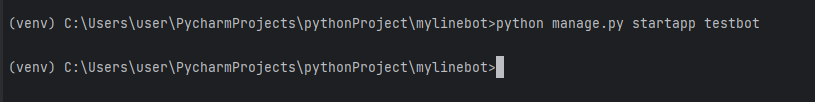 (venv) C:\Users\user\PycharmProjects\pythonProject\mylinebot>python manage.py startapp testbot
(venv) C:\Users\user\PycharmProjects\pythonProject\mylinebot>